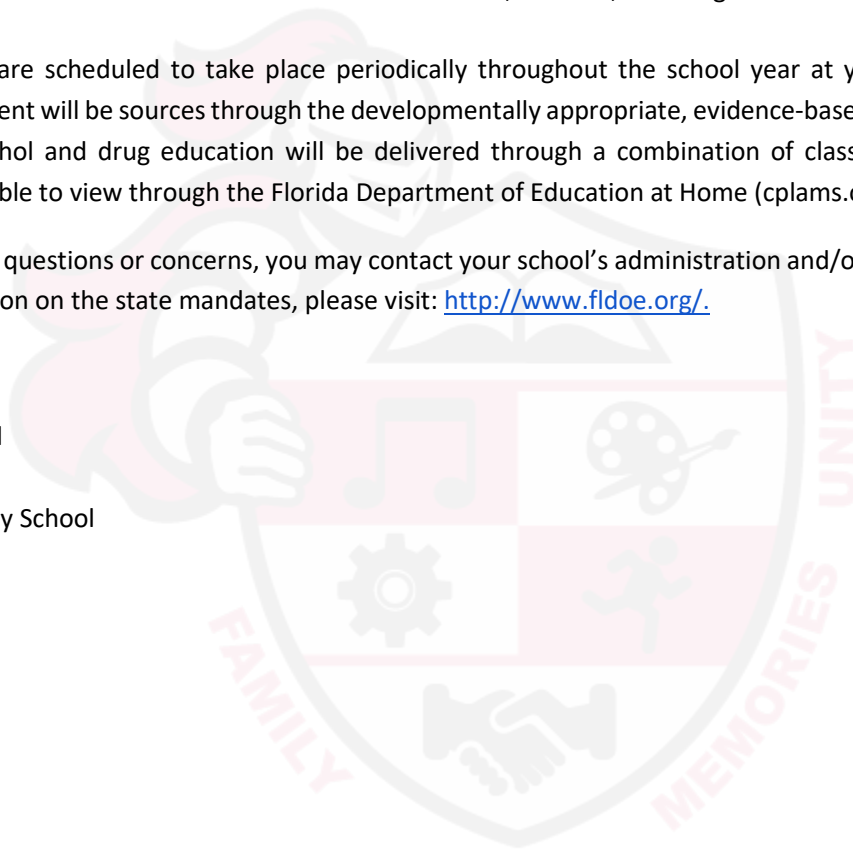 are scheduled to take place periodically throughout the school year at y
ent will be sources through the developmentally appropriate, evidence-base
hol and drug education will be delivered through a combination of class
ble to view through the Florida Department of Education at Home (cplams.
questions or concerns, you may contact your school's administration and/o
ion on the state mandates, please visit: http://www.fldoe.org/.
y School
FAMILY
MEMORIES
UNITY